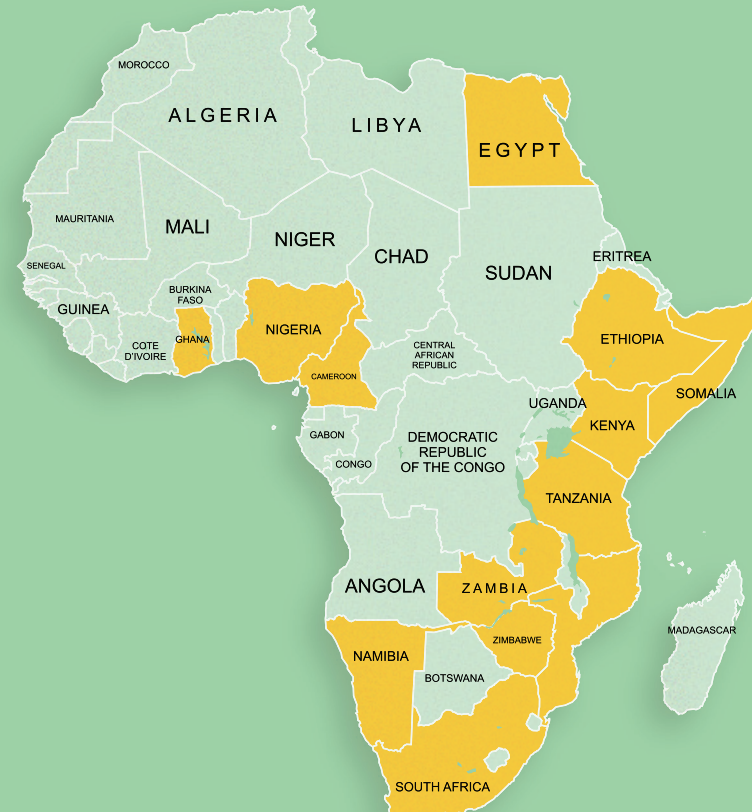 MOROCCO
ALGERIA
LIBYA
EGYPT
MAURITANIA
MALI
NIGER
CHAD
SUDAN
ERITREA
SENEGAL
GUINEA
BURKINA
FASO
COTE
D'IVOIRE
GHANA
NIGERIA
CAMEROON
CENTRAL
AFRICAN
REPUBLIC
ETHIOPIA
SOMALIA
UGANDA
KENYA
GABON
CONGO
DEMOCRATIC
REPUBLIC
OF THE CONGO
TANZANIA
ANGOLA
ZAMBIA
ZIMBABWE
MADAGASCAR
NAMIBIA
BOTSWANA
SOUTH AFRICA